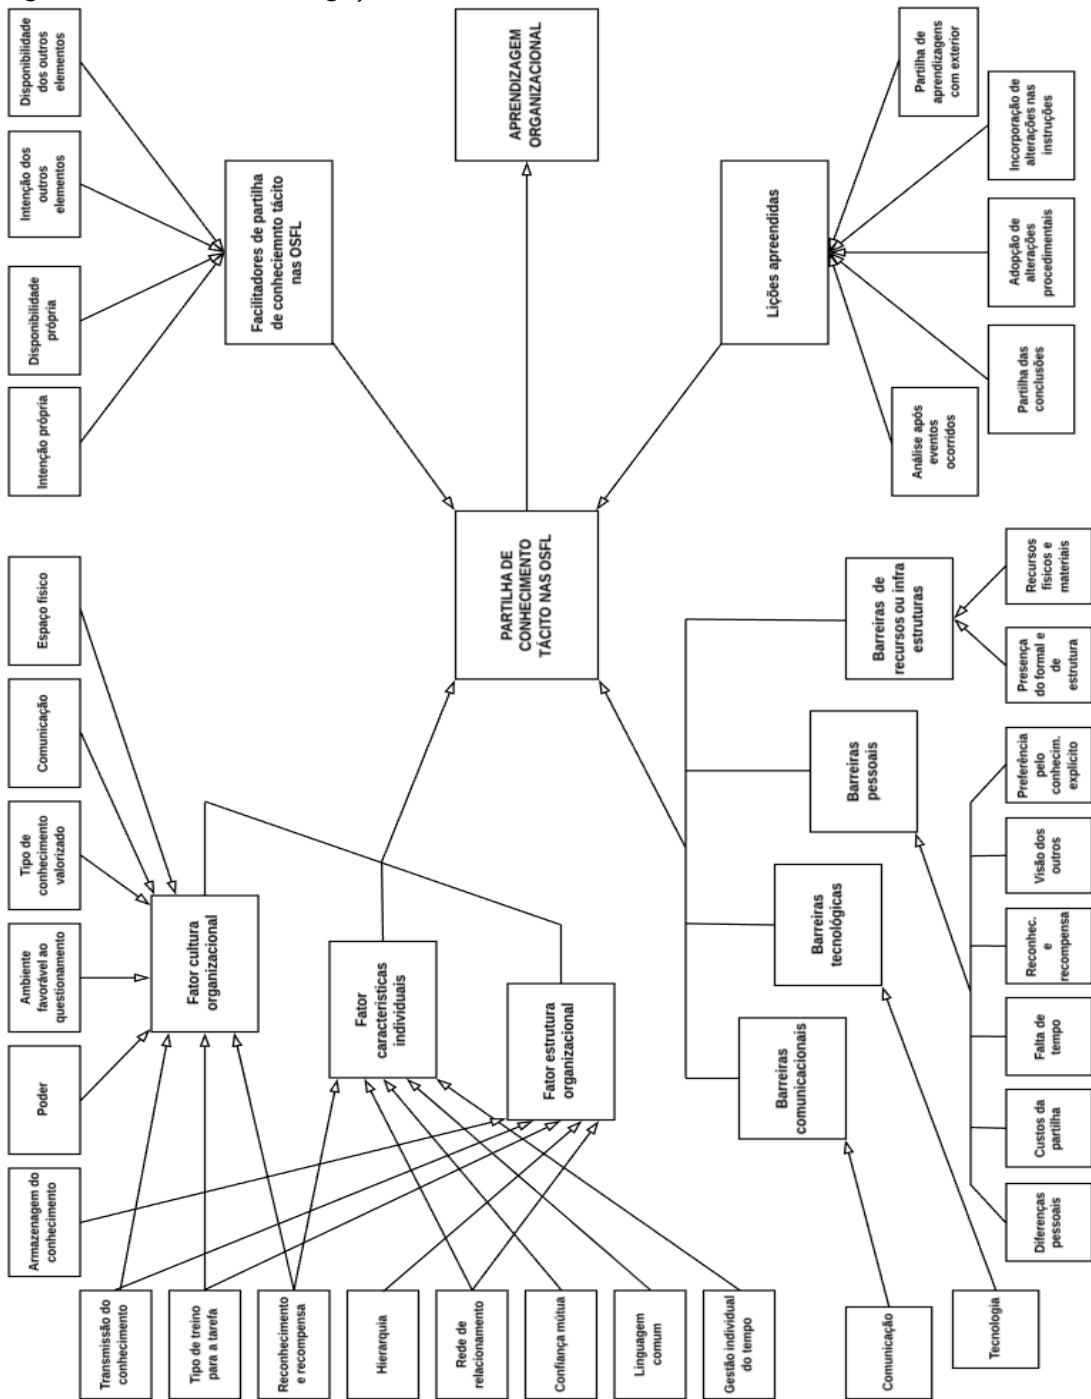 Armazenagem do
conhecimento
Poder
Ambiente
favorável ao
questionamento
Tipo de
conhecimento
valorizado
Comunicação
Espaço físico
Intenção própria
Disponibilidade
própria
Intenção dos
outros
elementos
Disponibilidade
dos outros
elementos
Transmissão do
conhecimento
Tipo de treino
para a tarefa
Reconhecimento
e recompensa
Hierarquia
Rede de
relacionamento
Confiança mútua
Linguagem
comum
Gestão individual
do tempo
Fator cultura
organizacional
Fator
características
individuais
Fator estrutura
organizacional
Facilitadores de partilha
de conheciemnto tácito
nas OSFL
PARTILHA DE
CONHECIMENTO
TÁCITO NAS OSFL
APRENDIZAGEM
ORGANIZACIONAL
Lições apreendidas
Barreiras
comunicacionais
Barreiras
tecnológicas
Barreiras
pessoais
Barreiras de
recursos ou infra
estruturas
Comunicação
Tecnologia
Análise após
eventos
ocorridos
Partilha das
conclusões
Adopção de
alterações
procedimentais
Incorporação de
alterações nas
instruções
Partilha de
aprendizagens
com exterior
Diferenças
pessoais
Custos da
partilha
Falta de
tempo
Reconhec.
e
recompensa
Visão dos
outros
Preferência
pelo
conhecim.
explícito
Presença
do formal e
de
estrutura
Recursos
físicos e
materiais